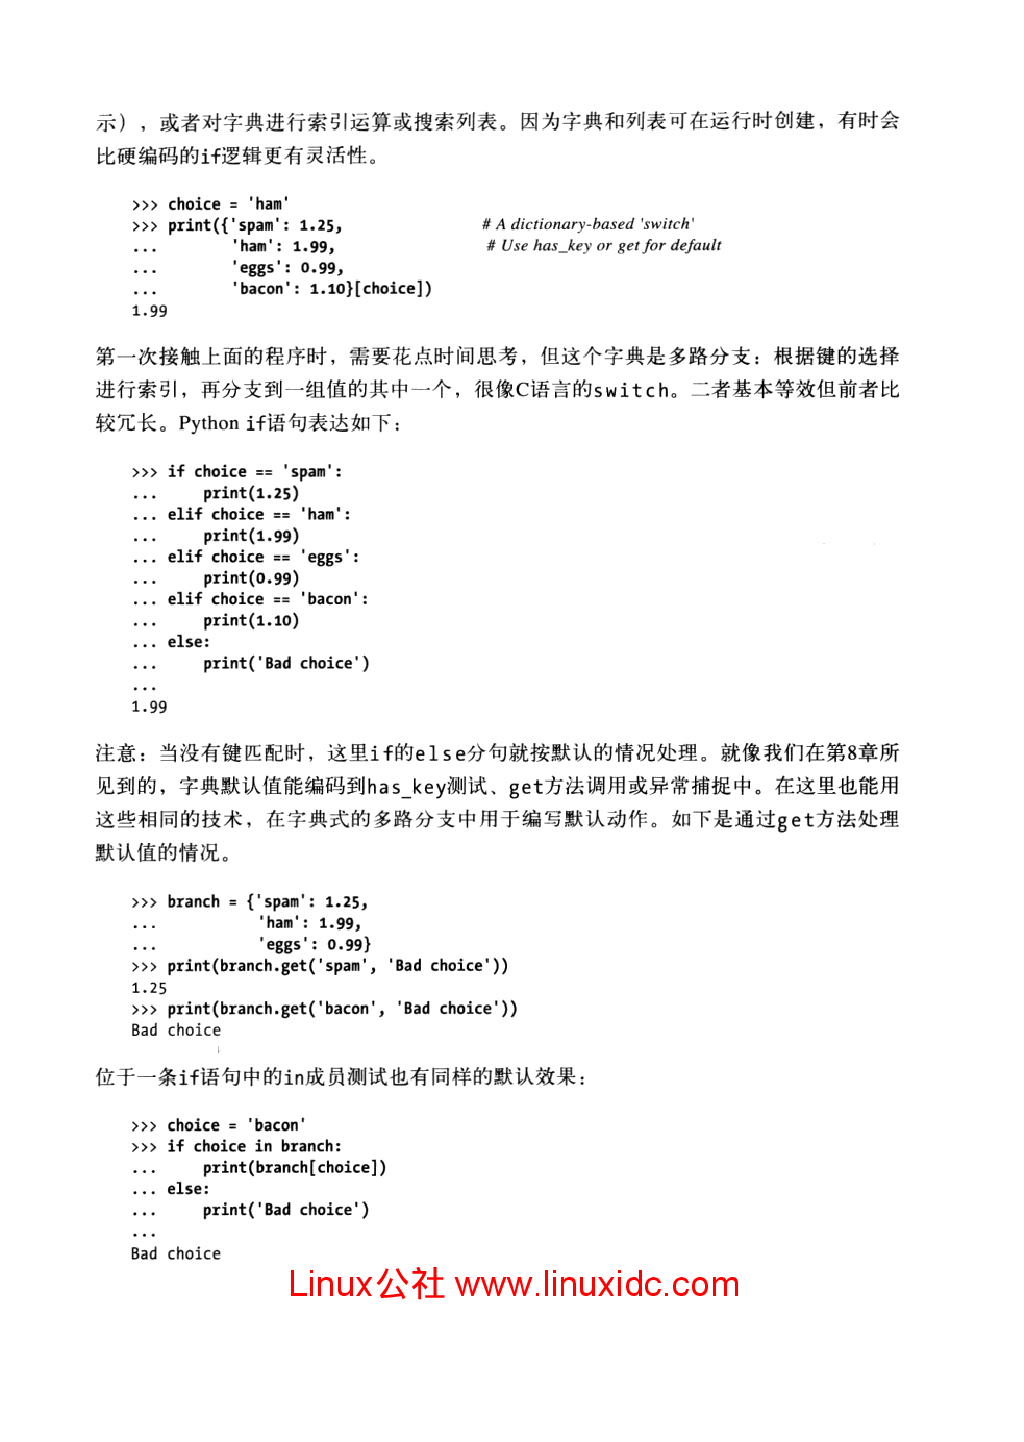 示），或者对字典进行索引运算或搜索列表。因为字典和列表可在运行时创建，有时会
比硬编码的if逻辑更有灵活性。
>>> choice = 'ham'
>>> print({'spam': 1.25,                # A dictionary-based 'switch'
...        'ham': 1.99,                 # Use has_key or get for default
...        'eggs': 0.99,
...        'bacon': 1.10}[choice])
1.99
第一次接触上面的程序时，需要花点时间思考，但这个字典是多路分支：根据键的选择
进行索引，再分支到一组值的其中一个，很像C语言的switch。二者基本等效但前者比
较冗长。Python if语句表达如下：
>>> if choice == 'spam':
...     print(1.25)
... elif choice == 'ham':
...     print(1.99)
... elif choice == 'eggs':
...     print(0.99)
... elif choice == 'bacon':
...     print(1.10)
... else:
...     print('Bad choice')
...
1.99
注意：当没有键匹配时，这里if的else分句就按默认的情况处理。就像我们在第8章所
见到的，字典默认值能编码到has_key测试、get方法调用或异常捕捉中。在这里也能用
这些相同的技术，在字典式的多路分支中用于编写默认动作。如下是通过get方法处理
默认值的情况。
>>> branch = {'spam': 1.25,
...           'ham': 1.99,
...           'eggs': 0.99}
>>> print(branch.get('spam', 'Bad choice'))
1.25
>>> print(branch.get('bacon', 'Bad choice'))
Bad choice
位于一条if语句中的in成员测试也有同样的默认效果：
>>> choice = 'bacon'
>>> if choice in branch:
...     print(branch[choice])
... else:
...     print('Bad choice')
...
Bad choice
Linux公社 www.linuxidc.com